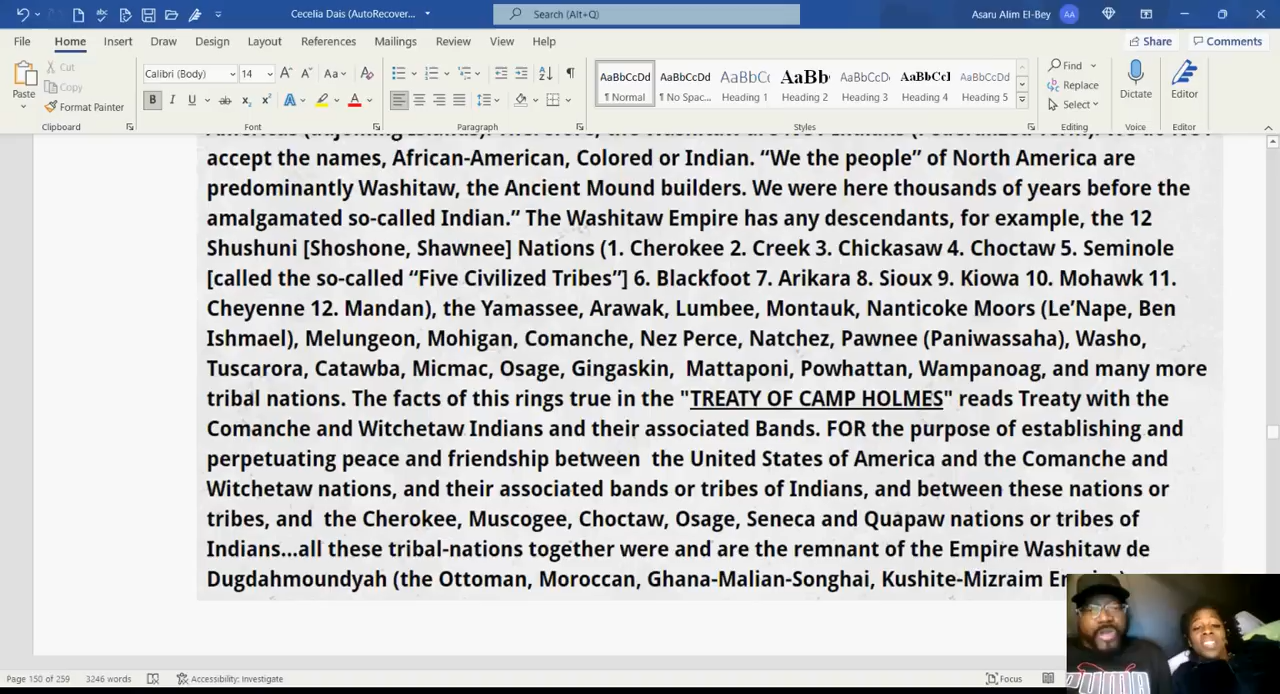 Cecelia Dais (AutoRecover...
Search (Alt+Q)
Asaru Alim El-Bey
AA
File
Home
Insert
Draw
Design
Layout
References
Mailings
Review
View
Help
Share
Comments
Paste
Cut
Copy
Format Painter
Clipboard
Calibri (Body)
14
Font
Paragraph
AaBbCcDd
¶ Normal
AaBbCcDd
¶ No Spac...
AaBbCc
Heading 1
AaBb
Heading 2
AaBbCcDd
Heading 3
AaBbCcI
Heading 4
AaBbCcDd
Heading 5
Styles
Find
Replace
Select
Editing
Dictate
Voice
Editor
Editor
accept the names, African-American, Colored or Indian. “We the people” of North America are
predominantly Washitaw, the Ancient Mound builders. We were here thousands of years before the
amalgamated so-called Indian.” The Washitaw Empire has any descendants, for example, the 12
Shushuni [Shoshone, Shawnee] Nations (1. Cherokee 2. Creek 3. Chickasaw 4. Choctaw 5. Seminole
[called the so-called “Five Civilized Tribes”] 6. Blackfoot 7. Arikara 8. Sioux 9. Kiowa 10. Mohawk 11.
Cheyenne 12. Mandan), the Yamassee, Arawak, Lumbee, Montauk, Nanticoke Moors (Le’Nape, Ben
Ishmael), Melungeon, Mohigan, Comanche, Nez Perce, Natchez, Pawnee (Paniwassaha), Washo,
Tuscarora, Catawba, Micmac, Osage, Gingaskin, Mattaponi, Powhattan, Wampanoag, and many more
tribal nations. The facts of this rings true in the "TREATY OF CAMP HOLMES" reads Treaty with the
Comanche and Witchetaw Indians and their associated Bands. FOR the purpose of establishing and
perpetuating peace and friendship between the United States of America and the Comanche and
Witchetaw nations, and their associated bands or tribes of Indians, and between these nations or
tribes, and the Cherokee, Muscogee, Choctaw, Osage, Seneca and Quapaw nations or tribes of
Indians...all these tribal-nations together were and are the remnant of the Empire Washitaw de
Dugdahmoundyah (the Ottoman, Moroccan, Ghana-Malian-Songhai, Kushite-Mizraim
Page 150 of 259
3246 words
Accessibility: Investigate
Focus